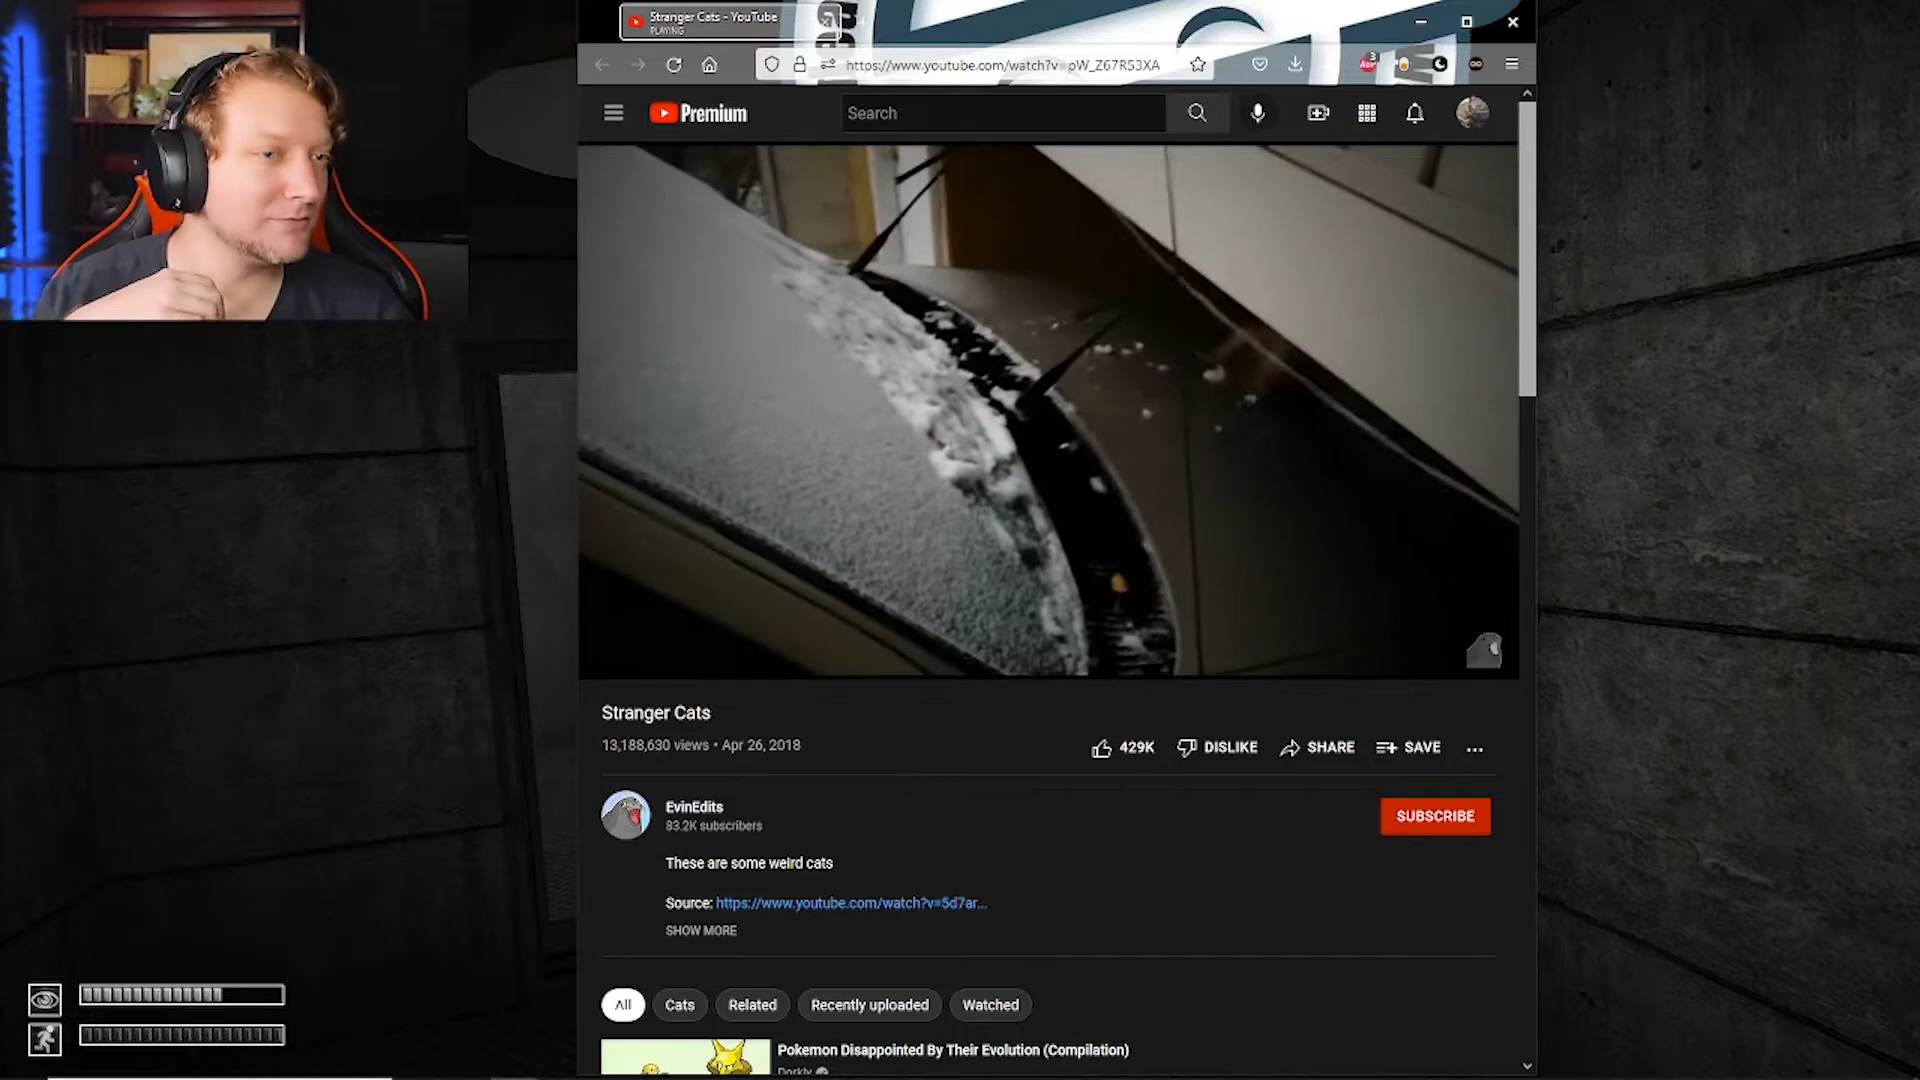 Stranger Cats - YouTube
PLAYING
https://www.youtube.com/watch?v=pW_Z67R53XA
3
Premium
Search
Stranger Cats
13,188,630 views • Apr 26, 2018
429K
DISLIKE
SHARE
SAVE
EvinEdits
83.2K subscribers
SUBSCRIBE
These are some weird cats
Source: https://www.youtube.com/watch?v=5d7ar...
SHOW MORE
All
Cats
Related
Recently uploaded
Watched
Pokemon Disappointed By Their Evolution (Compilation)
Dorkly